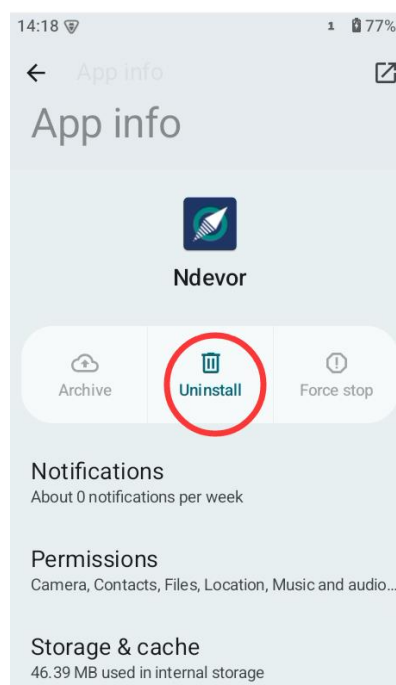 14:18 1 77%
App info
App info
Ndevor
Archive Uninstall Force stop
Notifications
About 0 notifications per week
Permissions
Camera, Contacts, Files, Location, Music and audio...
Storage & cache
46.39 MB used in internal storage